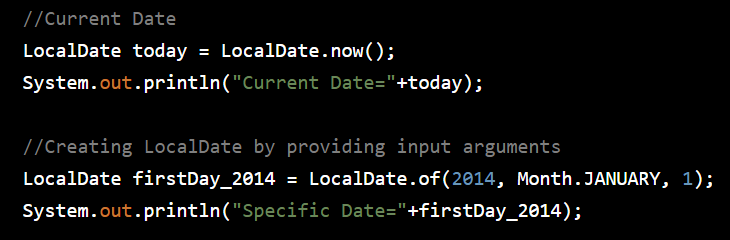 //Current Date
LocalDate today = LocalDate.now();
System.out.println("Current Date="+today);
//Creating LocalDate by providing input arguments
LocalDate firstDay_2014 = LocalDate.of(2014, Month.JANUARY, 1);
System.out.println("Specific Date="+firstDay_2014);